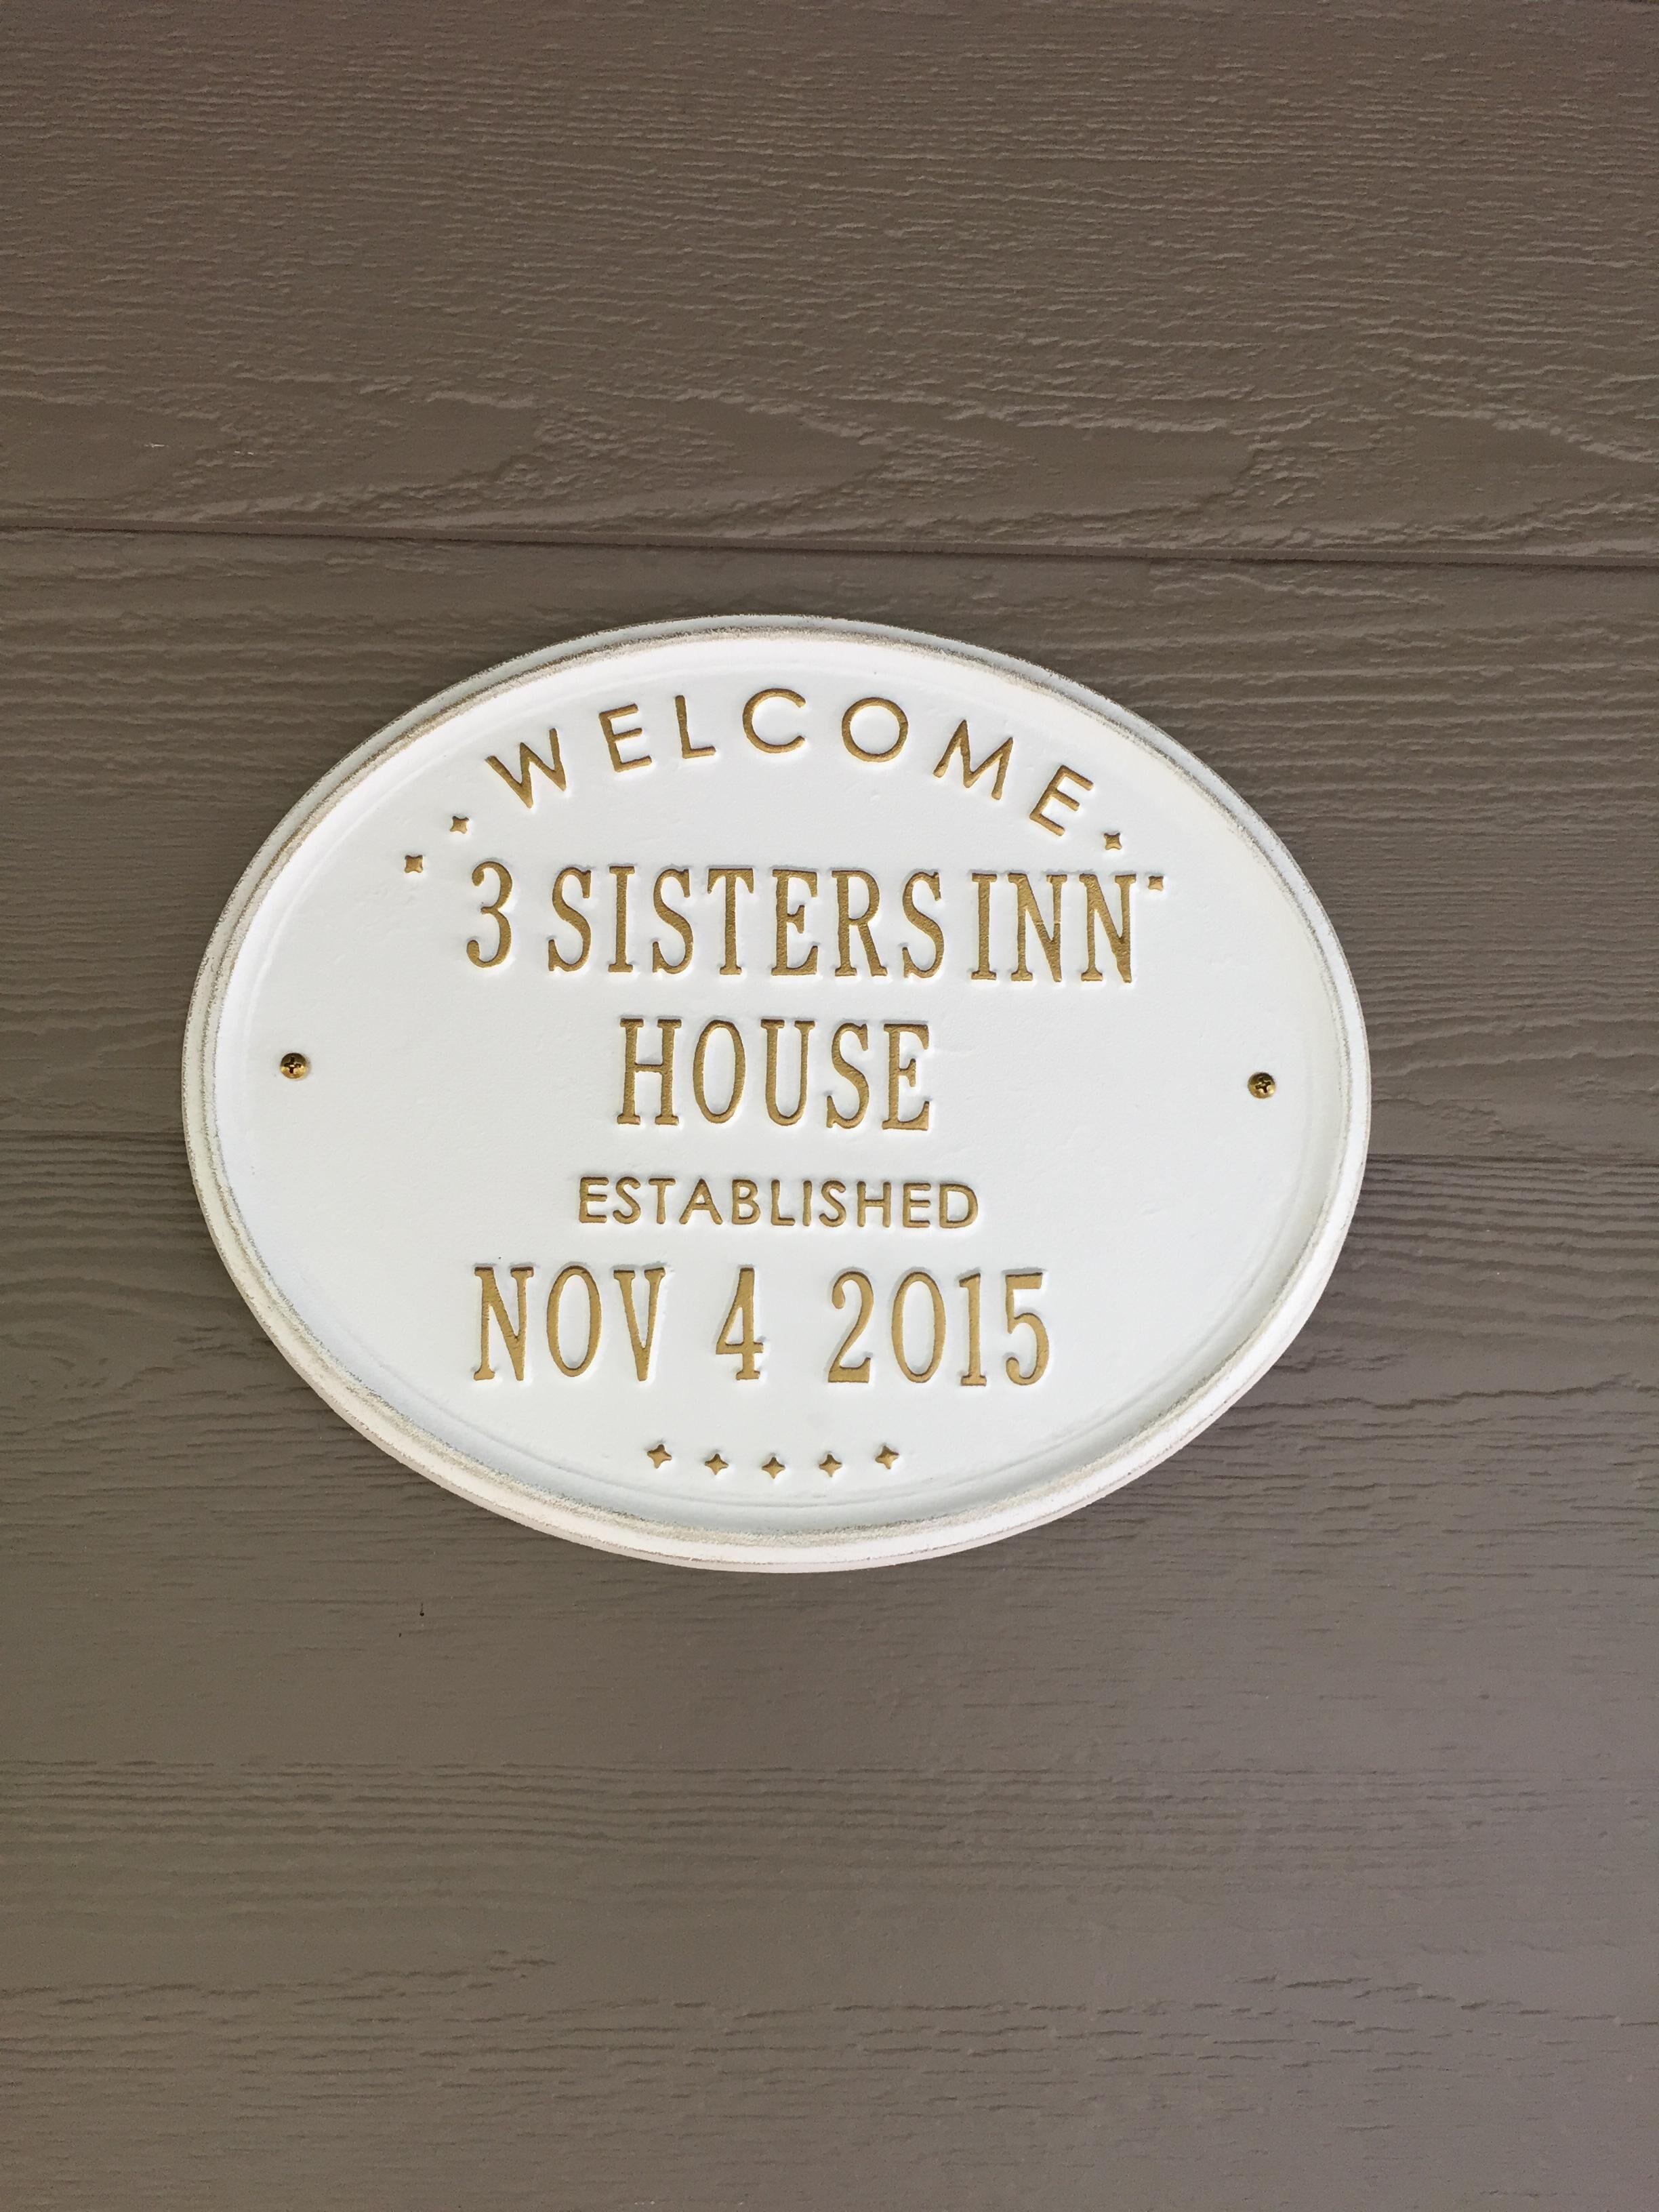 WELCOME
3 SISTERS INN
HOUSE
ESTABLISHED
NOV 4 2015